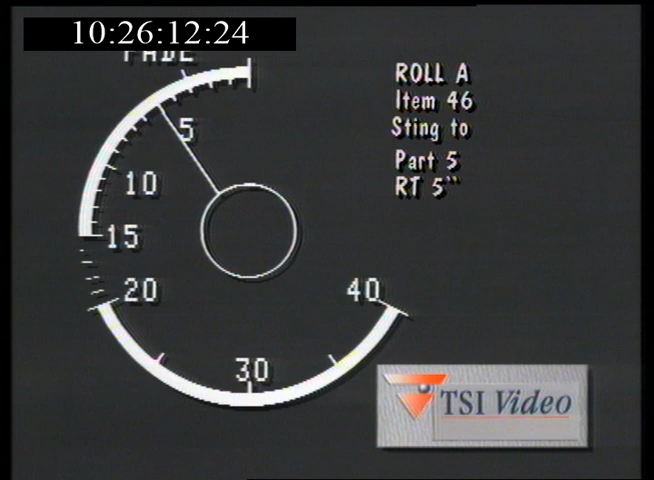 10:26:12:24
FADE
ROLL A
Item 46
Sting to
Part 5
RT 5"
5
10
15
20
40
30
TSI Video